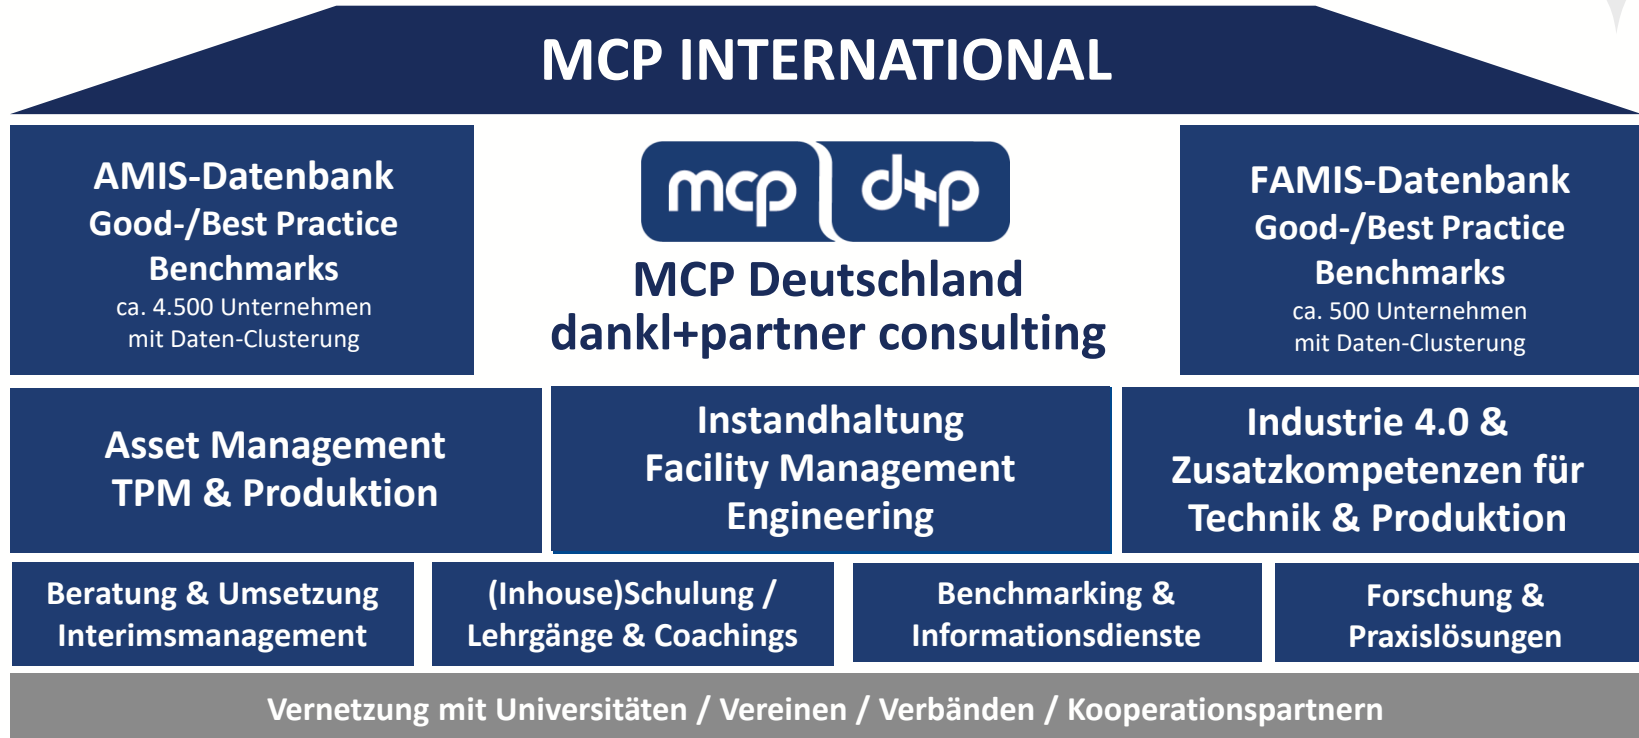 MCP INTERNATIONAL
AMIS-Datenbank
Good-/Best Practice
Benchmarks
ca. 4.500 Unternehmen
mit Daten-Clusterung
mcp d+p
MCP Deutschland
dankl+partner consulting
FAMIS-Datenbank
Good-/Best Practice
Benchmarks
ca. 500 Unternehmen
mit Daten-Clusterung
Asset Management
TPM & Produktion
Instandhaltung
Facility Management
Engineering
Industrie 4.0 &
Zusatzkompetenzen für
Technik & Produktion
Beratung & Umsetzung
Interimsmanagement
(Inhouse)Schulung /
Lehrgänge & Coachings
Benchmarking &
Informationsdienste
Forschung &
Praxislösungen
Vernetzung mit Universitäten / Vereinen / Verbänden / Kooperationspartnern